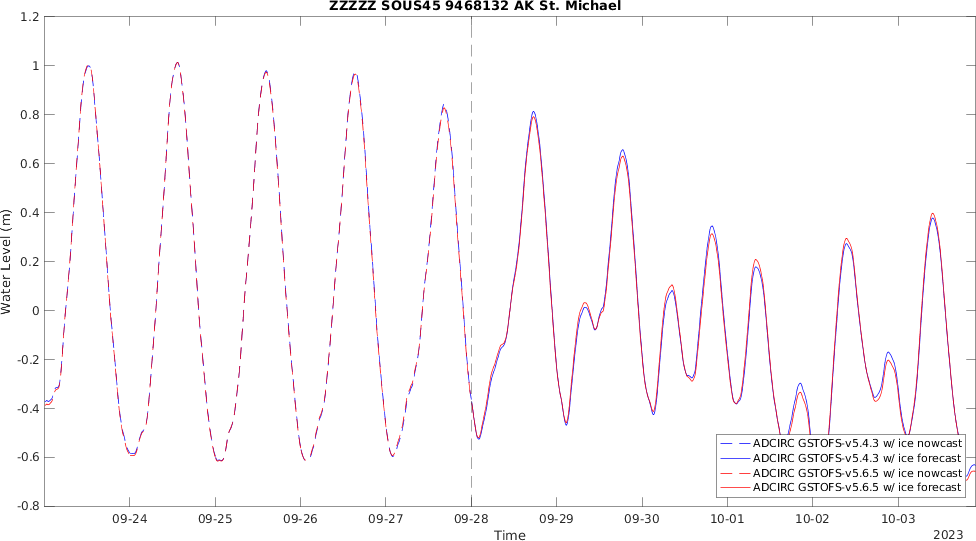 ZZZZZ SOUS45 9468132 AK St. Michael
1.2
1
0.8
0.6
0.4
0.2
0
-0.2
-0.4
-0.6
-0.8
Water Level (m)
ADCIRC GSTOFS-v5.4.3 w/ ice nowcast
ADCIRC GSTOFS-v5.4.3 w/ ice forecast
ADCIRC GSTOFS-v5.6.5 w/ ice nowcast
ADCIRC GSTOFS-v5.6.5 w/ ice forecast
09-24 09-25 09-26 09-27 09-28 09-29 09-30 10-01 10-02 10-03
Time
2023